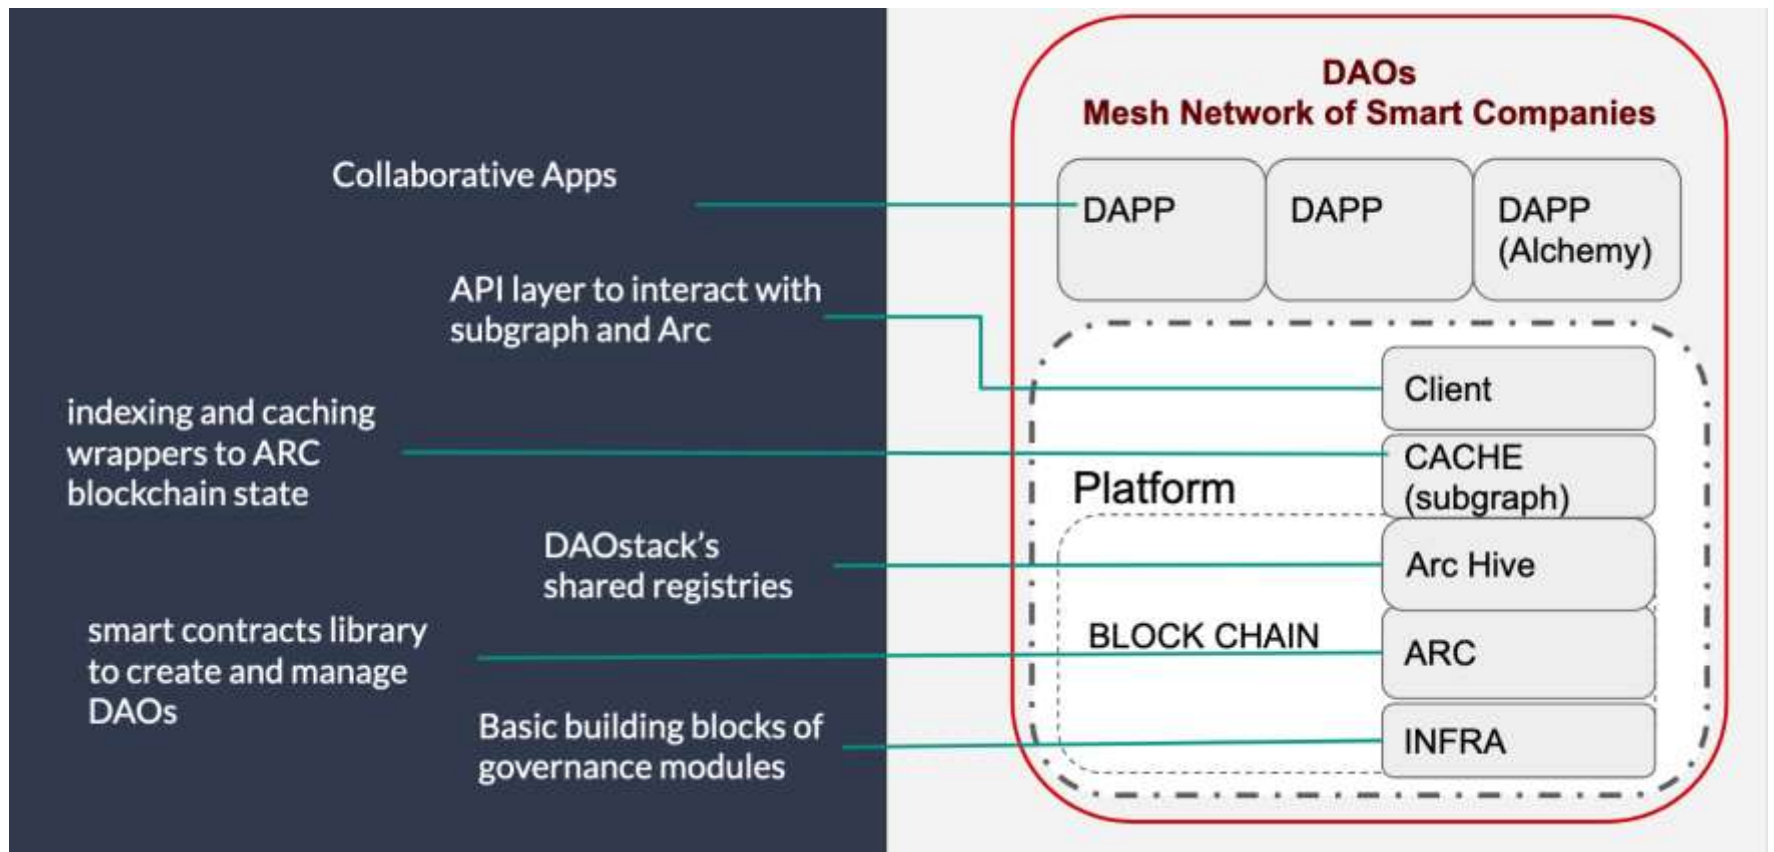 DAOs
Mesh Network of Smart Companies
Collaborative Apps
DAPP
DAPP
DAPP
(Alchemy)
API layer to interact with
subgraph and Arc
Client
indexing and caching
wrappers to ARC
blockchain state
CACHE
(subgraph)
Platform
DAOstack’s
shared registries
Arc Hive
BLOCK CHAIN
smart contracts library
to create and manage
DAOs
ARC
Basic building blocks of
governance modules
INFRA